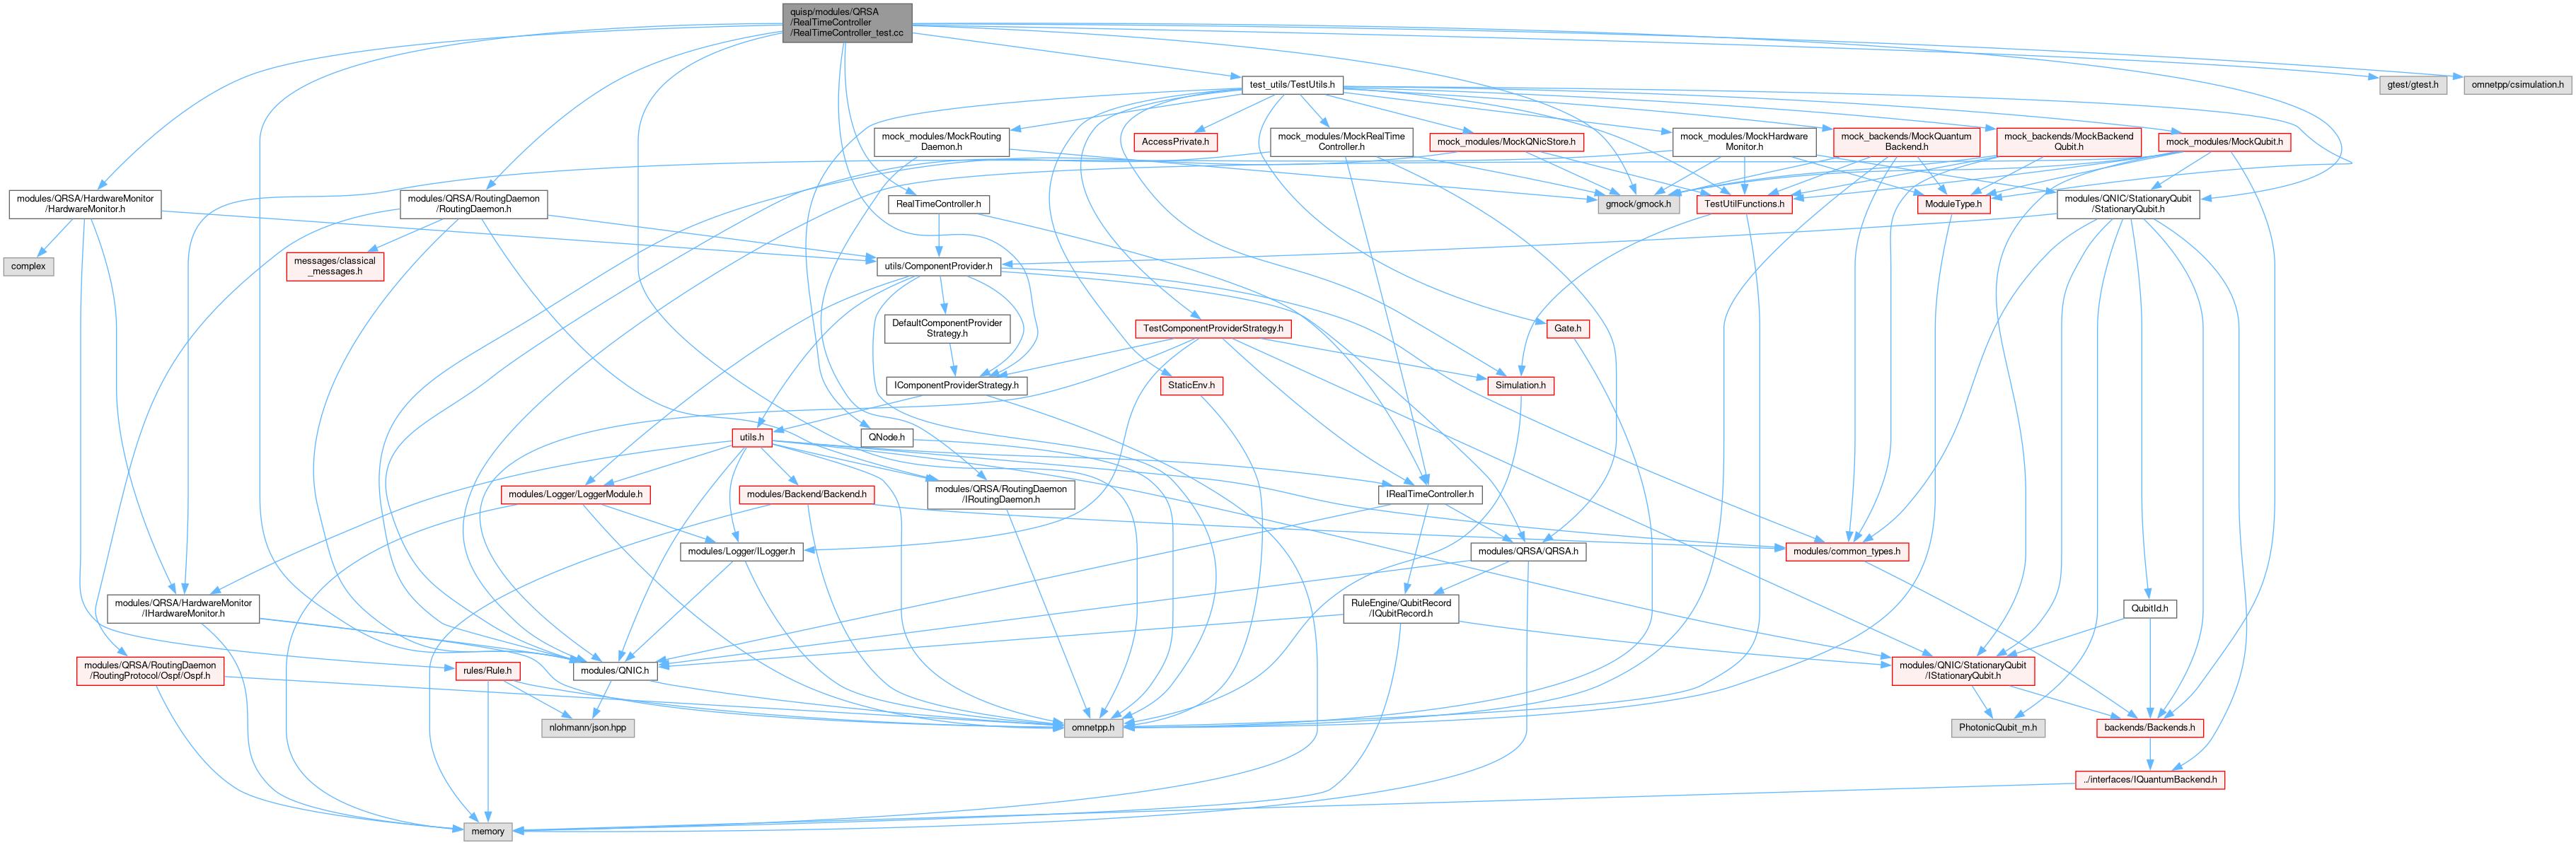 quisp/modules/QRSA
/RealTimeController
/RealTimeController_test.cc
test_utils/TestUtils.h
gtest/gtest.h
omnetpp/csimulation.h
mock_modules/MockRouting
Daemon.h
AccessPrivate.h
mock_modules/MockRealTime
Controller.h
mock_modules/MockQNicStore.h
mock_modules/MockHardware
Monitor.h
mock_backends/MockQuantum
Backend.h
mock_backends/MockBackend
Qubit.h
mock_modules/MockQubit.h
modules/QRSA/HardwareMonitor
/HardwareMonitor.h
modules/QRSA/RoutingDaemon
/RoutingDaemon.h
RealTimeController.h
gmock/gmock.h
TestUtilFunctions.h
ModuleType.h
modules/QNIC/StationaryQubit
/StationaryQubit.h
complex
messages/classical
_messages.h
utils/ComponentProvider.h
DefaultComponentProvider
Strategy.h
TestComponentProviderStrategy.h
Gate.h
IComponentProviderStrategy.h
StaticEnv.h
Simulation.h
utils.h
QNode.h
modules/Logger/LoggerModule.h
modules/Backend/Backend.h
modules/QRSA/RoutingDaemon
/IRoutingDaemon.h
IRealTimeController.h
modules/Logger/ILogger.h
modules/QRSA/QRSA.h
modules/common_types.h
modules/QRSA/HardwareMonitor
/IHardwareMonitor.h
RuleEngine/QubitRecord
/IQubitRecord.h
QubitId.h
modules/QRSA/RoutingDaemon
/RoutingProtocol/Ospf/Ospf.h
rules/Rule.h
modules/QNIC.h
modules/QNIC/StationaryQubit
/IStationaryQubit.h
nlohmann/json.hpp
omnetpp.h
PhotonicQubit_m.h
backends/Backends.h
../interfaces/IQuantumBackend.h
memory